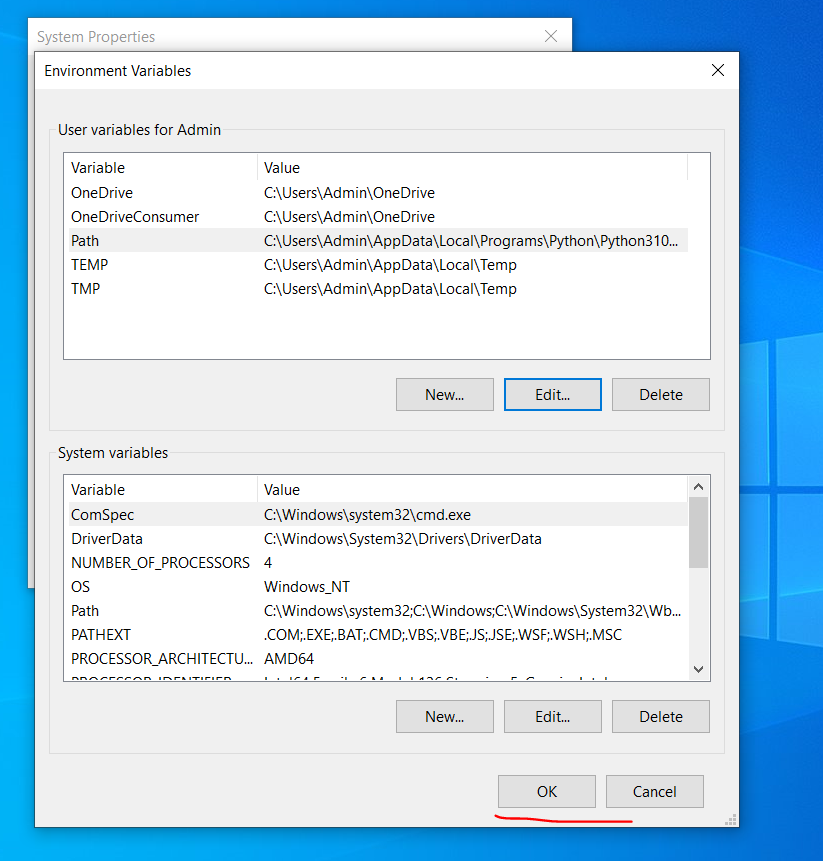 System Properties
Environment Variables
User variables for Admin
Variable Value
OneDrive C:\Users\Admin\OneDrive
OneDriveConsumer C:\Users\Admin\OneDrive
Path C:\Users\Admin\AppData\Local\Programs\Python\Python310...
TEMP C:\Users\Admin\AppData\Local\Temp
TMP C:\Users\Admin\AppData\Local\Temp
New... Edit... Delete
System variables
Variable Value
ComSpec C:\Windows\system32\cmd.exe
DriverData C:\Windows\System32\Drivers\DriverData
NUMBER_OF_PROCESSORS 4
OS Windows_NT
Path C:\Windows\system32;C:\Windows;C:\Windows\System32\Wb...
PATHEXT .COM;.EXE;.BAT;.CMD;.VBS;.VBE;.JS;.JSE;.WSF;.WSH;.MSC
PROCESSOR_ARCHITECTU... AMD64
PROCESSOR_IDENTIFIER
New... Edit... Delete
OK Cancel